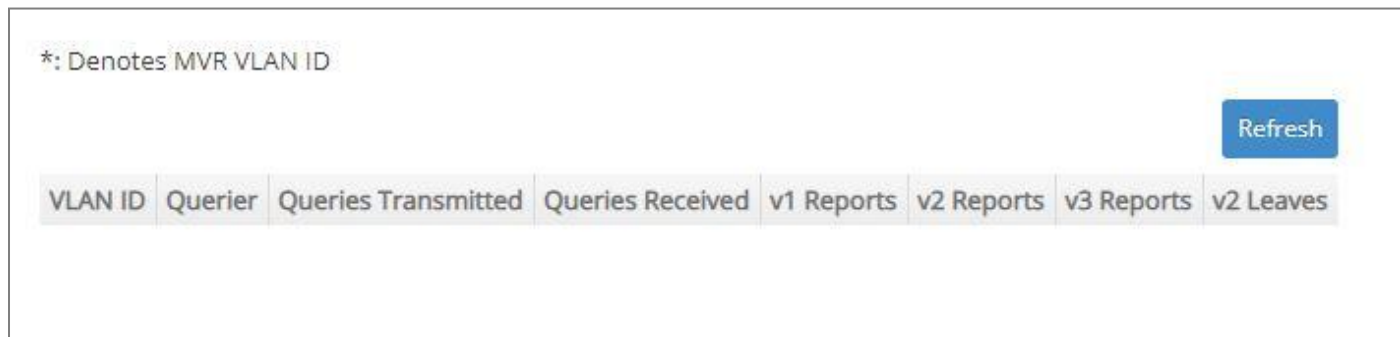 *: Denotes MVR VLAN ID
Refresh
VLAN ID Querier Queries Transmitted Queries Received v1 Reports v2 Reports v3 Reports v2 Leaves